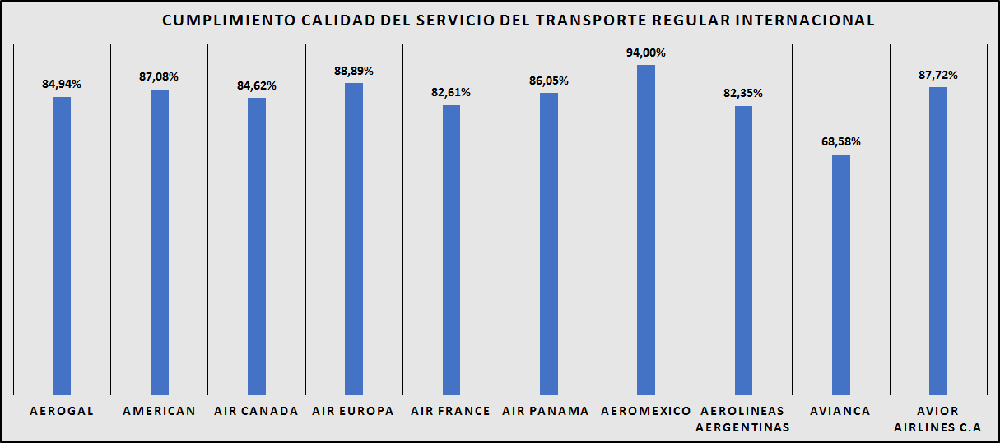 CUMPLIMIENTO CALIDAD DEL SERVICIO DEL TRANSPORTE REGULAR INTERNACIONAL
84,94%
87,08%
84,62%
88,89%
82,61%
86,05%
94,00%
82,35%
68,58%
87,72%
AEROGAL
AMERICAN
AIR CANADA
AIR EUROPA
AIR FRANCE
AIR PANAMA
AEROMEXICO
AEROLINEAS
AERGENTINAS
AVIANCA
AVIOR
AIRLINES C.A